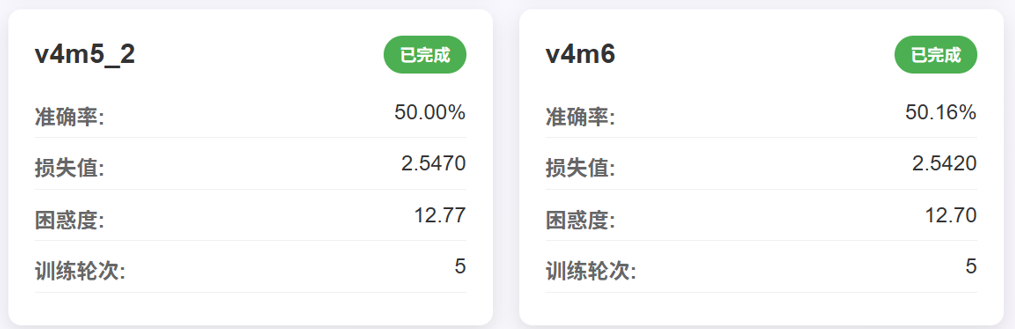 v4m5_2 已完成
准确率: 50.00%
损失值: 2.5470
困惑度: 12.77
训练轮次: 5
v4m6 已完成
准确率: 50.16%
损失值: 2.5420
困惑度: 12.70
训练轮次: 5